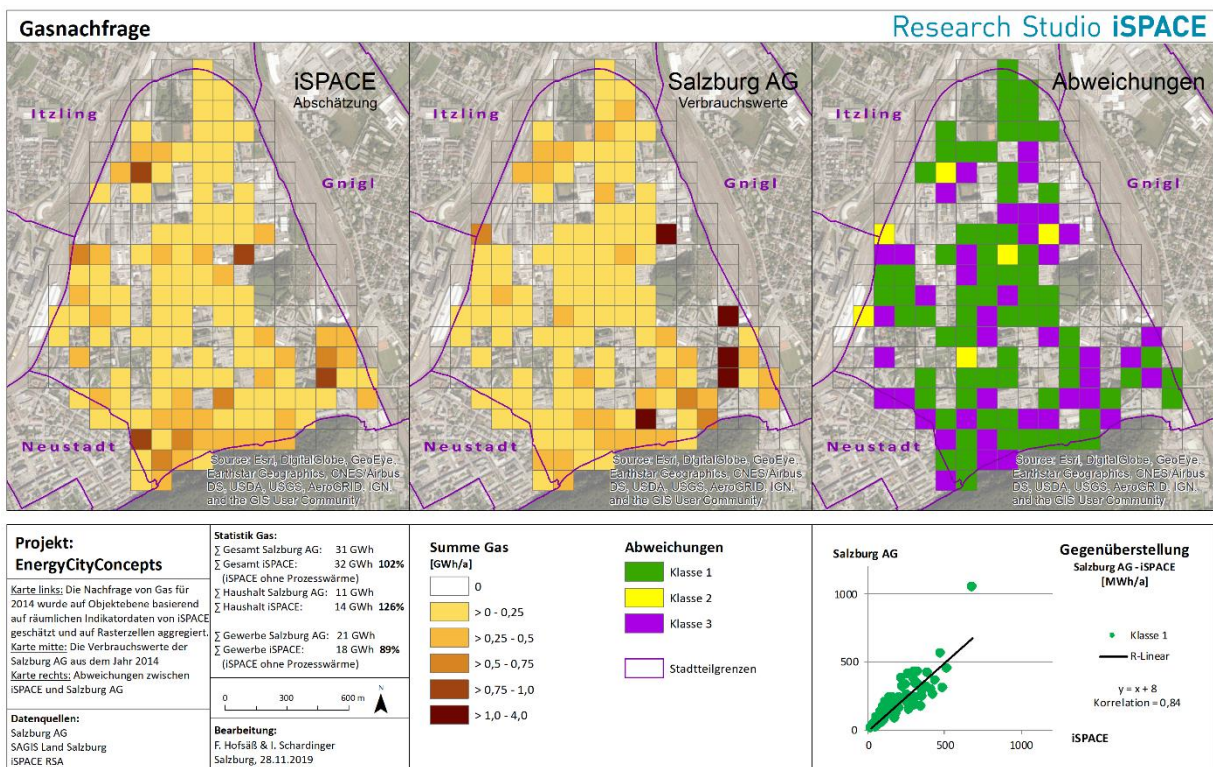 Gasnachfrage
Research Studio iSPACE
iSPACE
Abschätzung
Itzling
Gnigl
Neustadt
Source: Esri, DigitalGlobe, GeoEye,
Earthstar Geographics, CNES/Airbus
DS, USDA, USGS, AeroGRID, IGN,
and the GIS User Community
Salzburg AG
Verbrauchswerte
Itzling
Gnigl
Neustadt
Source: Esri, DigitalGlobe, GeoEye,
Earthstar Geographics, CNES/Airbus
DS, USDA, USGS, AeroGRID, IGN,
and the GIS User Community
Abweichungen
Itzling
Gnigl
Neustadt
Source: Esri, DigitalGlobe, GeoEye,
Earthstar Geographics, CNES/Airbus
DS, USDA, USGS, AeroGRID, IGN,
and the GIS User Community
Projekt:
EnergyCityConcepts
Karte links: Die Nachfrage von Gas für
2014 wurde auf Objektebene basierend
auf räumlichen Indikatordaten von iSPACE
geschätzt und auf Rasterzellen aggregiert.
Karte mitte: Die Verbrauchswerte der
Salzburg AG aus dem Jahr 2014
Karte rechts: Abweichungen zwischen
iSPACE und Salzburg AG
Datenquellen:
Salzburg AG
SAGIS Land Salzburg
iSPACE RSA
Statistik Gas:
∑ Gesamt Salzburg AG: 31 GWh
∑ Gesamt iSPACE: 32 GWh 102%
(iSPACE ohne Prozesswärme)
∑ Haushalt Salzburg AG: 11 GWh
∑ Haushalt iSPACE: 14 GWh 126%
∑ Gewerbe Salzburg AG: 21 GWh
∑ Gewerbe iSPACE: 18 GWh 89%
(iSPACE ohne Prozesswärme)
0 300 600 m
N
Bearbeitung:
F. Hofsäß & I. Schardinger
Salzburg, 28.11.2019
Summe Gas
[GWh/a]
0
> 0 - 0,25
> 0,25 - 0,5
> 0,5 - 0,75
> 0,75 - 1,0
> 1,0 - 4,0
Abweichungen
Klasse 1
Klasse 2
Klasse 3
Stadtteilgrenzen
Salzburg AG
1000
500
0
0 500 1000
iSPACE
Gegenüberstellung
Salzburg AG - iSPACE
[MWh/a]
Klasse 1
R-Linear
y = x + 8
Korrelation = 0,84